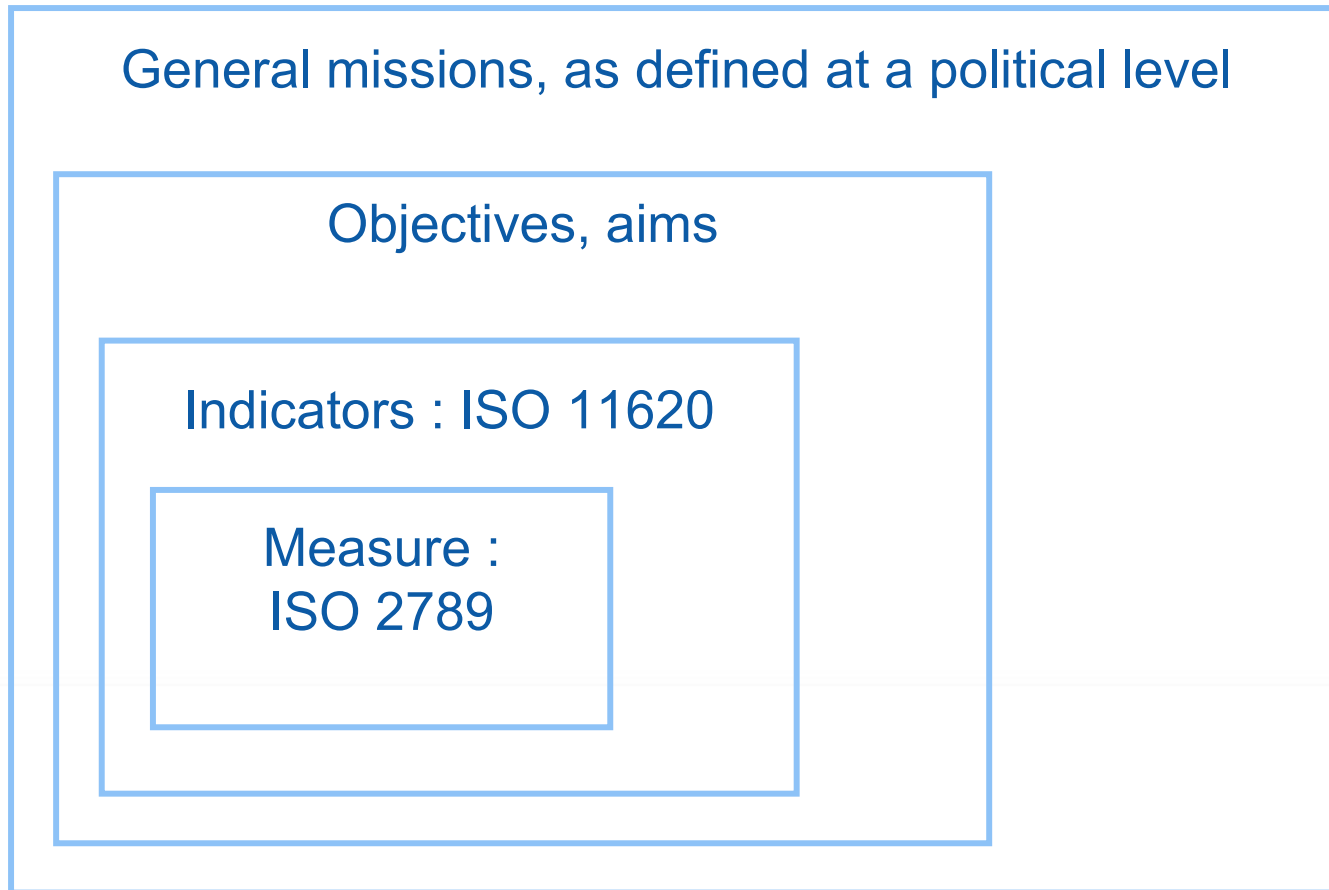 General missions, as defined at a political level
Objectives, aims
Indicators : ISO 11620
Measure :
ISO 2789